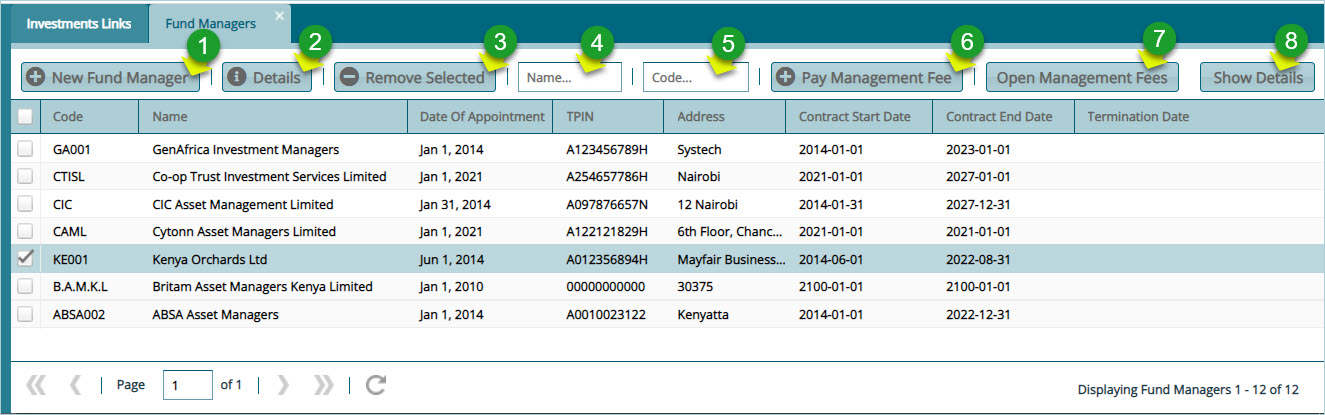 Investments Links Fund Managers
1 2 3 4 5 6 7 8
New Fund Manager Details Remove Selected Name... Code... Pay Management Fee Open Management Fees Show Details
Code Name Date Of Appointment TPIN Address Contract Start Date Contract End Date Termination Date
GA001 GenAfrica Investment Managers Jan 1, 2014 A123456789H Systech 2014-01-01 2023-01-01
CTISL Co-op Trust Investment Services Limited Jan 1, 2021 A254657786H Nairobi 2021-01-01 2027-01-01
CIC CIC Asset Management Limited Jan 31, 2014 A097876657N 12 Nairobi 2014-01-31 2027-12-31
CAML Cytonn Asset Managers Limited Jan 1, 2021 A122121829H 6th Floor, Chanc... 2021-01-01 2021-01-01
KE001 Kenya Orchards Ltd Jun 1, 2014 A012356894H Mayfair Business... 2014-06-01 2022-08-31
B.A.M.K.L Britam Asset Managers Kenya Limited Jan 1, 2010 00000000000 30375 2100-01-01 2100-01-01
ABSA002 ABSA Asset Managers Jan 1, 2014 A0010023122 Kenyatta 2014-01-01 2022-12-31
Page 1 of 1 Displaying Fund Managers 1 - 12 of 12